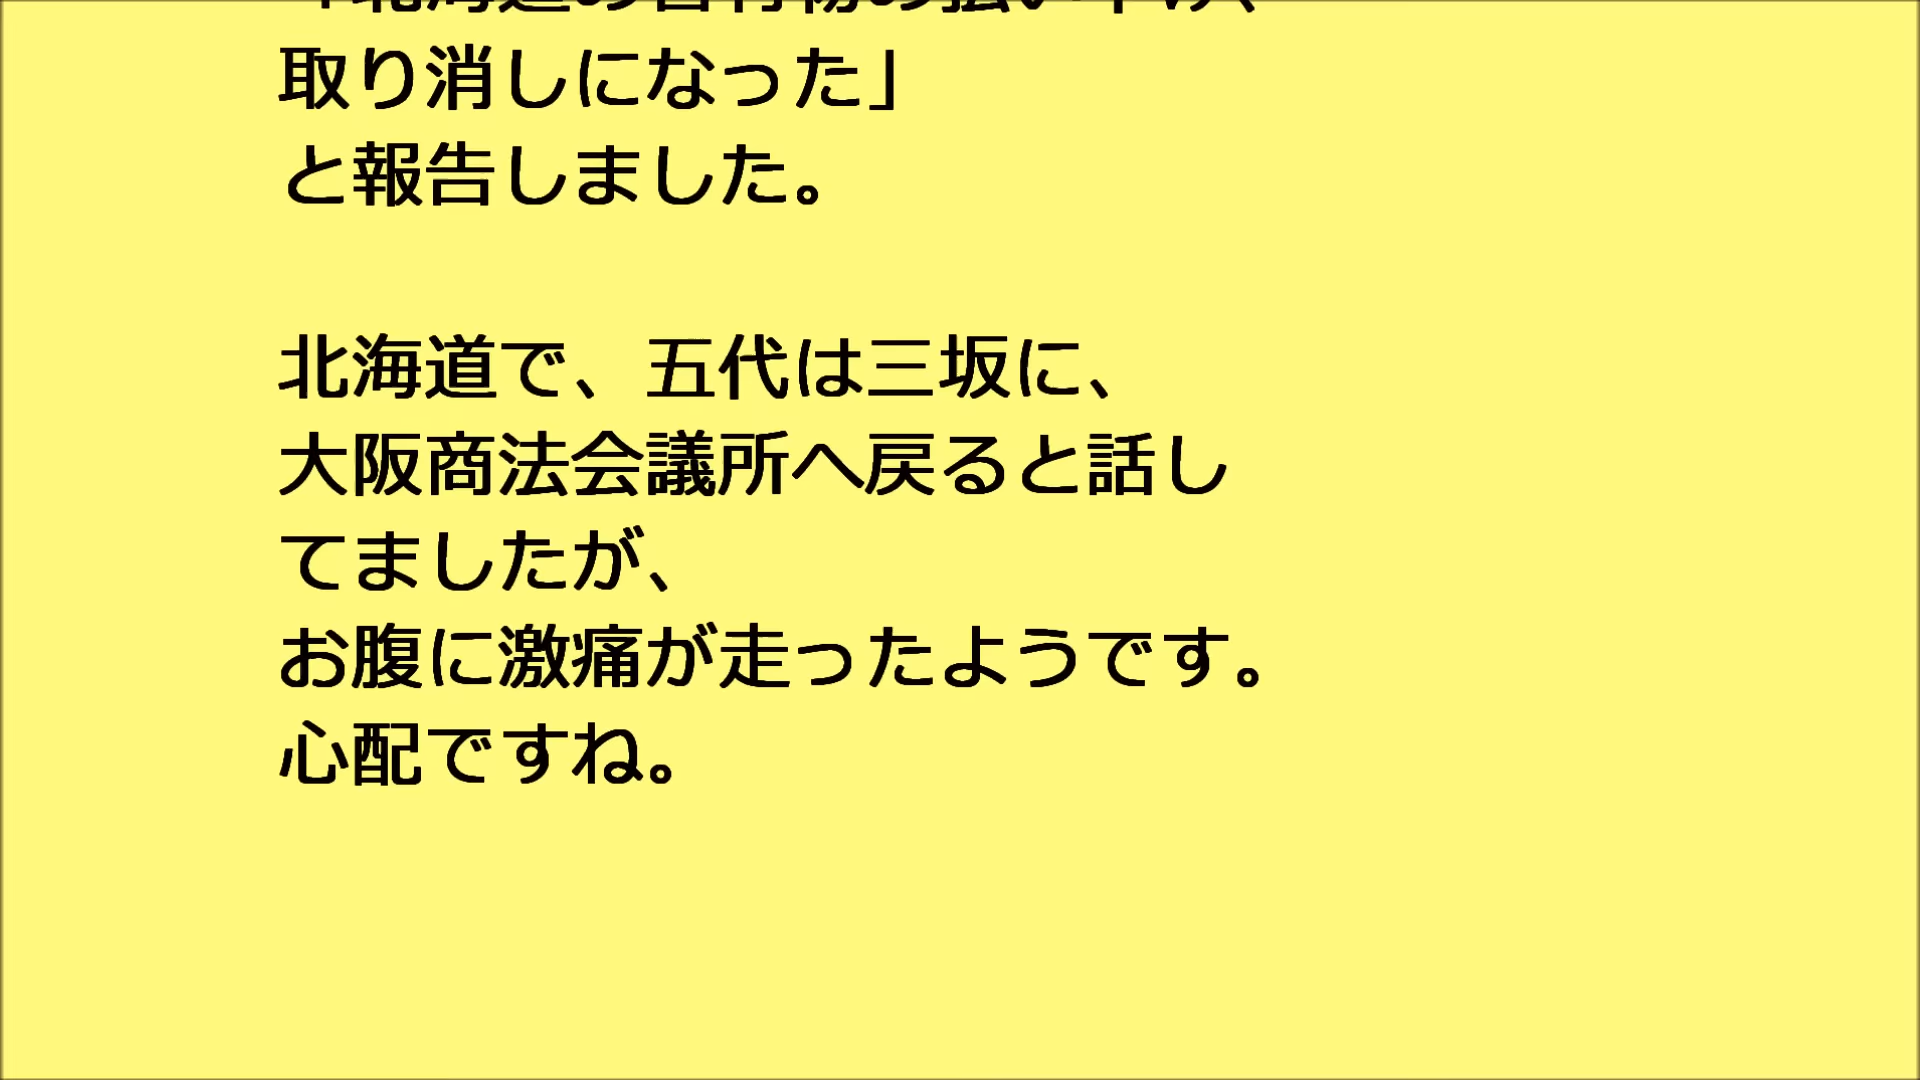 取り消しになった」
と報告しました。
北海道で、五代は三坂に、
大阪商法会議所へ戻ると話し
てましたが、
お腹に激痛が走ったようです。
心配ですね。